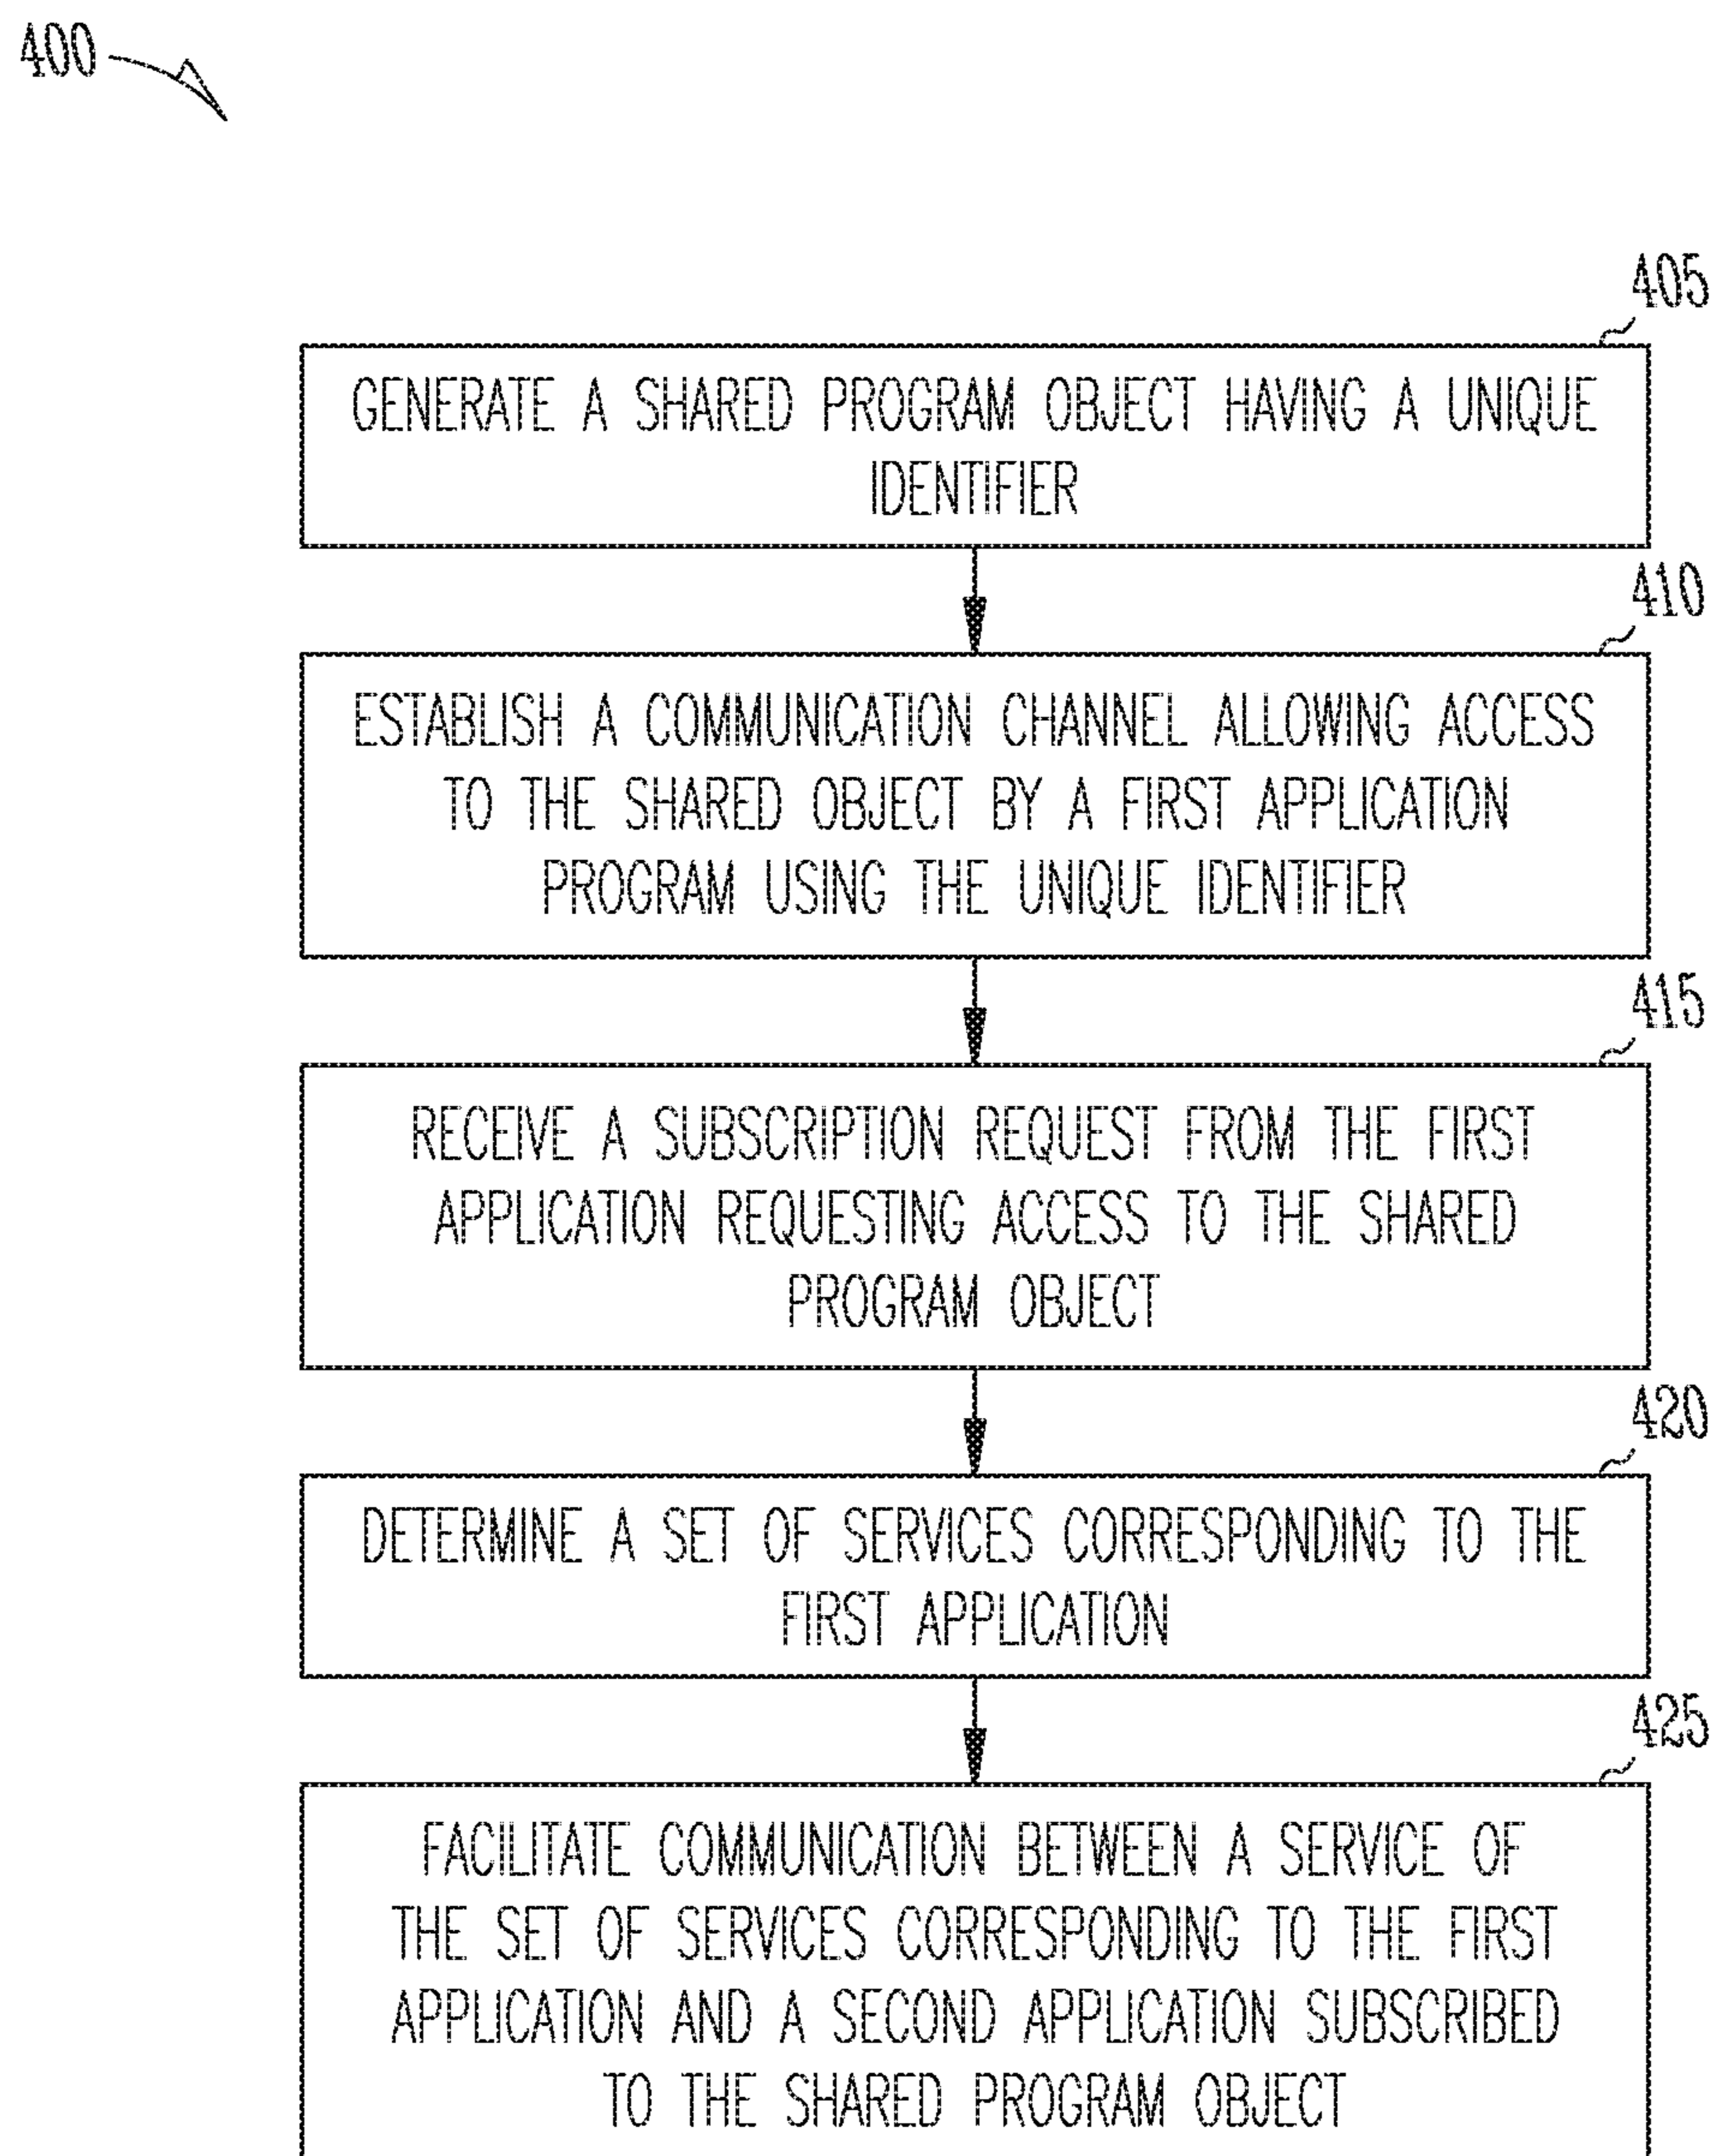 400
405
GENERATE A SHARED PROGRAM OBJECT HAVING A UNIQUE
IDENTIFIER
410
ESTABLISH A COMMUNICATION CHANNEL ALLOWING ACCESS
TO THE SHARED OBJECT BY A FIRST APPLICATION
PROGRAM USING THE UNIQUE IDENTIFIER
415
RECEIVE A SUBSCRIPTION REQUEST FROM THE FIRST
APPLICATION REQUESTING ACCESS TO THE SHARED
PROGRAM OBJECT
420
DETERMINE A SET OF SERVICES CORRESPONDING TO THE
FIRST APPLICATION
425
FACILITATE COMMUNICATION BETWEEN A SERVICE OF
THE SET OF SERVICES CORRESPONDING TO THE FIRST
APPLICATION AND A SECOND APPLICATION SUBSCRIBED
TO THE SHARED PROGRAM OBJECT